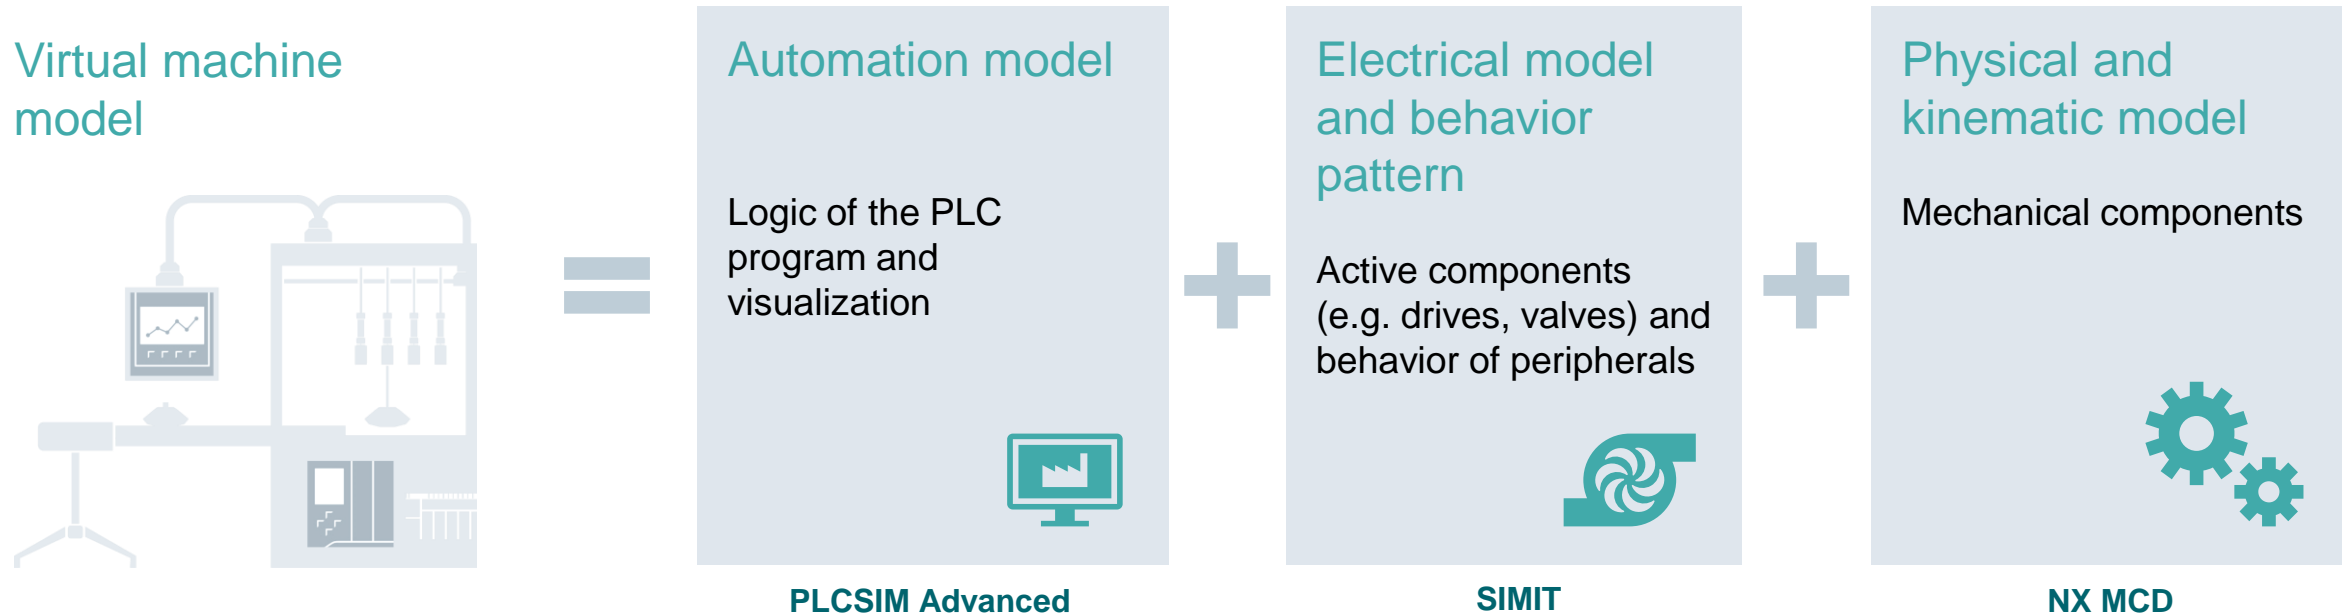 Virtual machine
model
Automation model
Logic of the PLC
program and
visualization
PLCSIM Advanced
Electrical model
and behavior
pattern
Active components
(e.g. drives, valves) and
behavior of peripherals
SIMIT
Physical and
kinematic model
Mechanical components
NX MCD